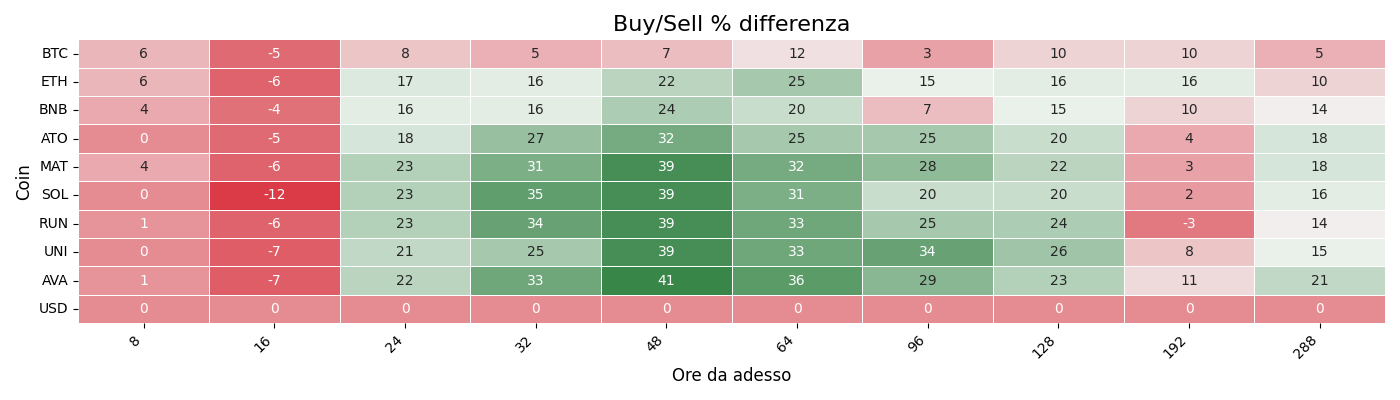 Buy/Sell % differenza
Coin
BTC 6 -5 8 5 7 12 3 10 10 5
ETH 6 -6 17 16 22 25 15 16 16 10
BNB 4 -4 16 16 24 20 7 15 10 14
ATO 0 -5 18 27 32 25 25 20 4 18
MAT 4 -6 23 31 39 32 28 22 3 18
SOL 0 -12 23 35 39 31 20 20 2 16
RUN 1 -6 23 34 39 33 25 24 -3 14
UNI 0 -7 21 25 39 33 34 26 8 15
AVA 1 -7 22 33 41 36 29 23 11 21
USD 0 0 0 0 0 0 0 0 0 0
8 16 24 32 48 64 96 128 192 288
Ore da adesso